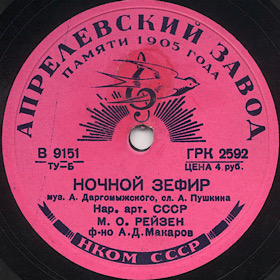 АПРЕЛЕВСКИЙ ЗАВОД
ПАМЯТИ 1905 ГОДА
В 9151 ГРК 2592
ТУ-Б ЦЕНА 4 руб.
НОЧНОЙ ЗЕФИР
муз. А. Даргомыжского, сл. А. Пушкина
Нар. арт. СССР
М. О. РЕЙЗЕН
ф-но А.Д. Макаров
НКОМ СССР